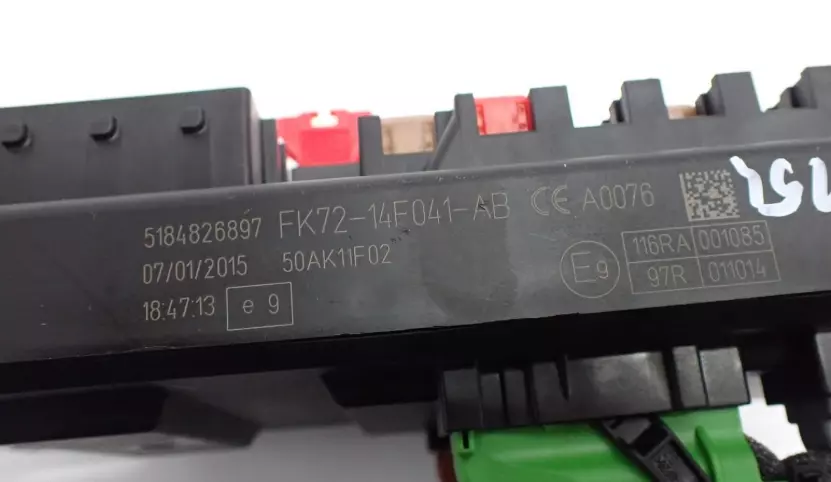 5184826897 FK72-14F041-AB CE A0076
07/01/2015 50AK11F02
18:47:13 e 9
E9
116RA 001085
97R 011014